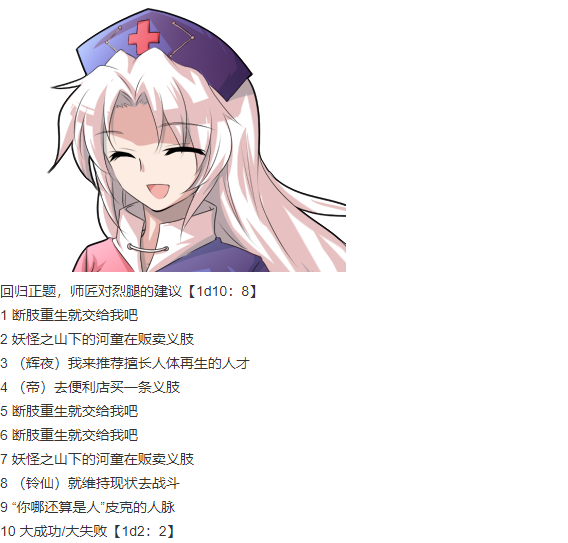 回归正题，师匠对烈腿的建议【1d10：8】
1 断肢重生就交给我吧
2 妖怪之山下的河童在贩卖义肢
3 （辉夜）我来推荐擅长人体再生的人才
4 （帝）去便利店买一条义肢
5 断肢重生就交给我吧
6 断肢重生就交给我吧
7 妖怪之山下的河童在贩卖义肢
8 （铃仙）就维持现状去战斗
9 “你哪还算是人”皮克的人脉
10 大成功/大失败【1d2：2】